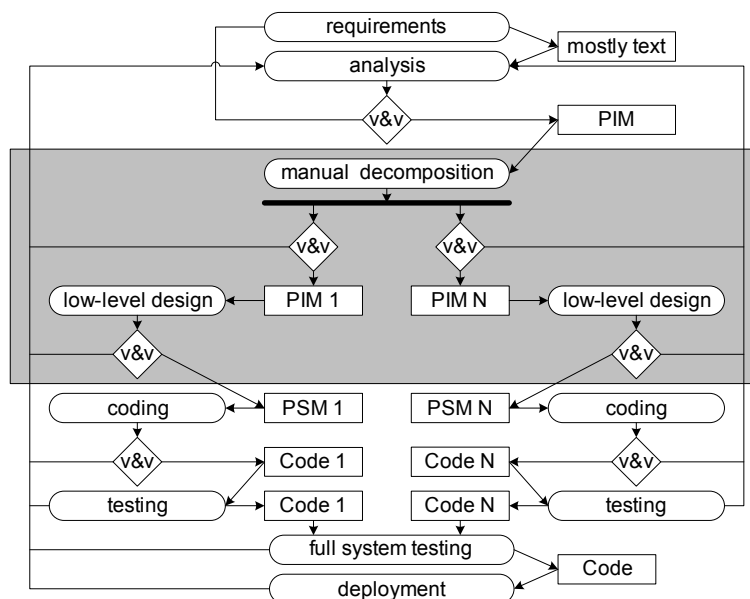 requirements
mostly text
analysis
v&v
PIM
manual decomposition
v&v
v&v
low-level design
PIM 1
PIM N
low-level design
v&v
v&v
coding
PSM 1
PSM N
coding
v&v
Code 1
Code N
v&v
testing
Code 1
Code N
testing
full system testing
Code
deployment